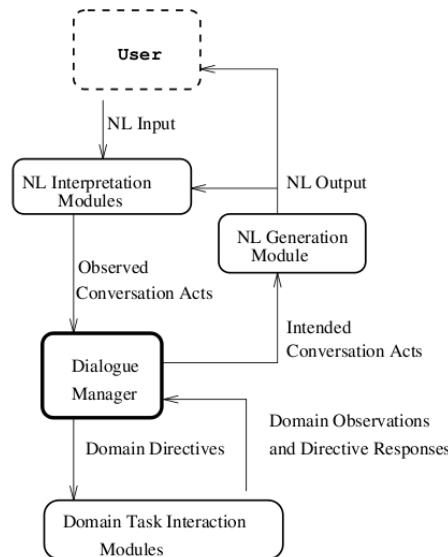 User
NL Input
NL Interpretation
Modules
NL Output
NL Generation
Module
Observed
Conversation Acts
Intended
Conversation Acts
Dialogue
Manager
Domain Observations
and Directive Responses
Domain Directives
Domain Task Interaction
Modules